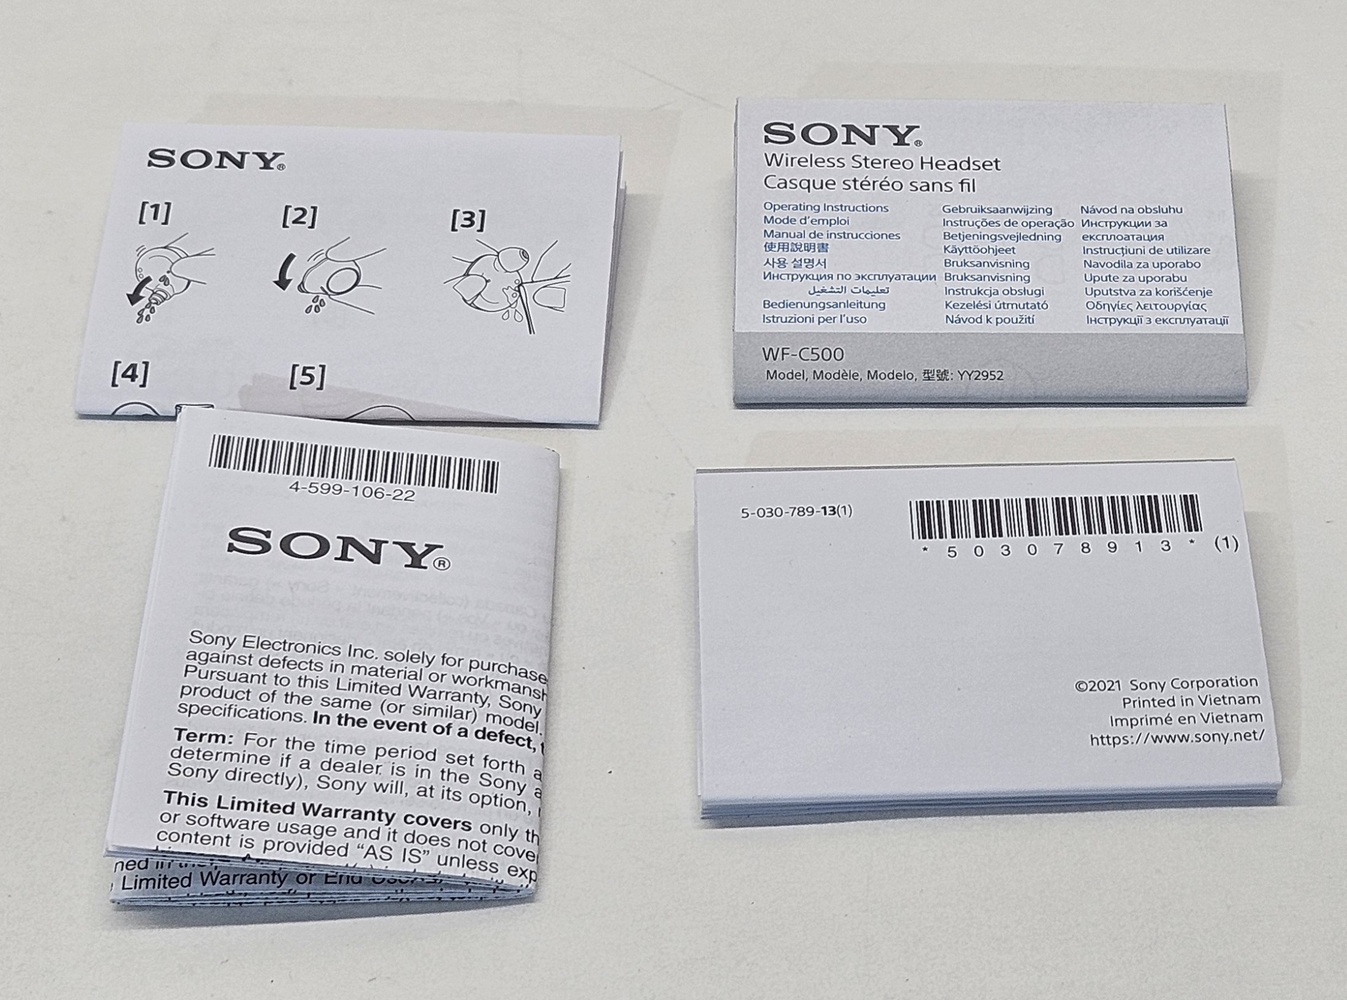 SONY®
[1]
[2]
[3]
[4]
[5]
SONY®
Wireless Stereo Headset
Casque stéréo sans fil
Operating Instructions
Mode d'emploi
Manual de instrucciones
使用說明書
사용 설명서
Инструкция по эксплуатации
تعليمات التشغيل
Bedienungsanleitung
Istruzioni per l'uso
Gebruiksaanwijzing
Instruções de operação
Betjeningsvejledning
Käyttöohjeet
Bruksanvisning
Bruksanvisning
Instrukcja obsługi
Kezelési útmutató
Návod k použití
Návod na obsluhu
Инструкции за
експлоатация
Instrucțiuni de utilizare
Navodila za uporabo
Upute za uporabu
Uputstva za korišćenje
Οδηγίες λειτουργίας
Інструкції з експлуатації
WF-C500
Model, Modèle, Modelo, 型號: YY2952
4-599-106-22
SONY®
Sony Electronics Inc. solely for purchase
against defects in material or workmansh
Pursuant to this Limited Warranty, Sony
product of the same (or similar) model
specifications. In the event of a defect,
Term: For the time period set forth a
determine if a dealer is in the Sony a
Sony directly), Sony will, at its option,
This Limited Warranty covers only th
or software usage and it does not cove
content is provided “AS IS” unless exp
Limited Warranty or End
5-030-789-13(1)
* 5 0 3 0 7 8 9 1 3 * (1)
©2021 Sony Corporation
Printed in Vietnam
Imprimé en Vietnam
https://www.sony.net/